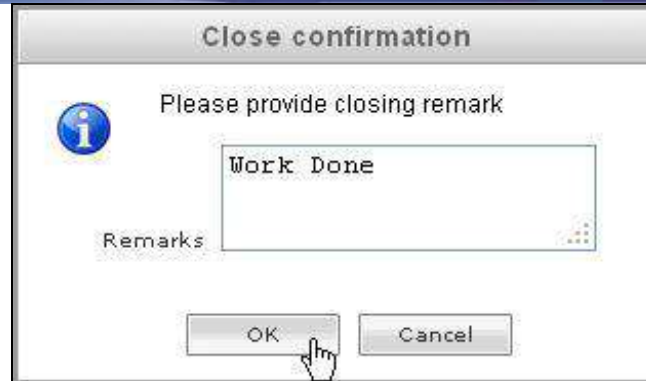 Close confirmation
Please provide closing remark
Work Done
Remarks
OK
Cancel